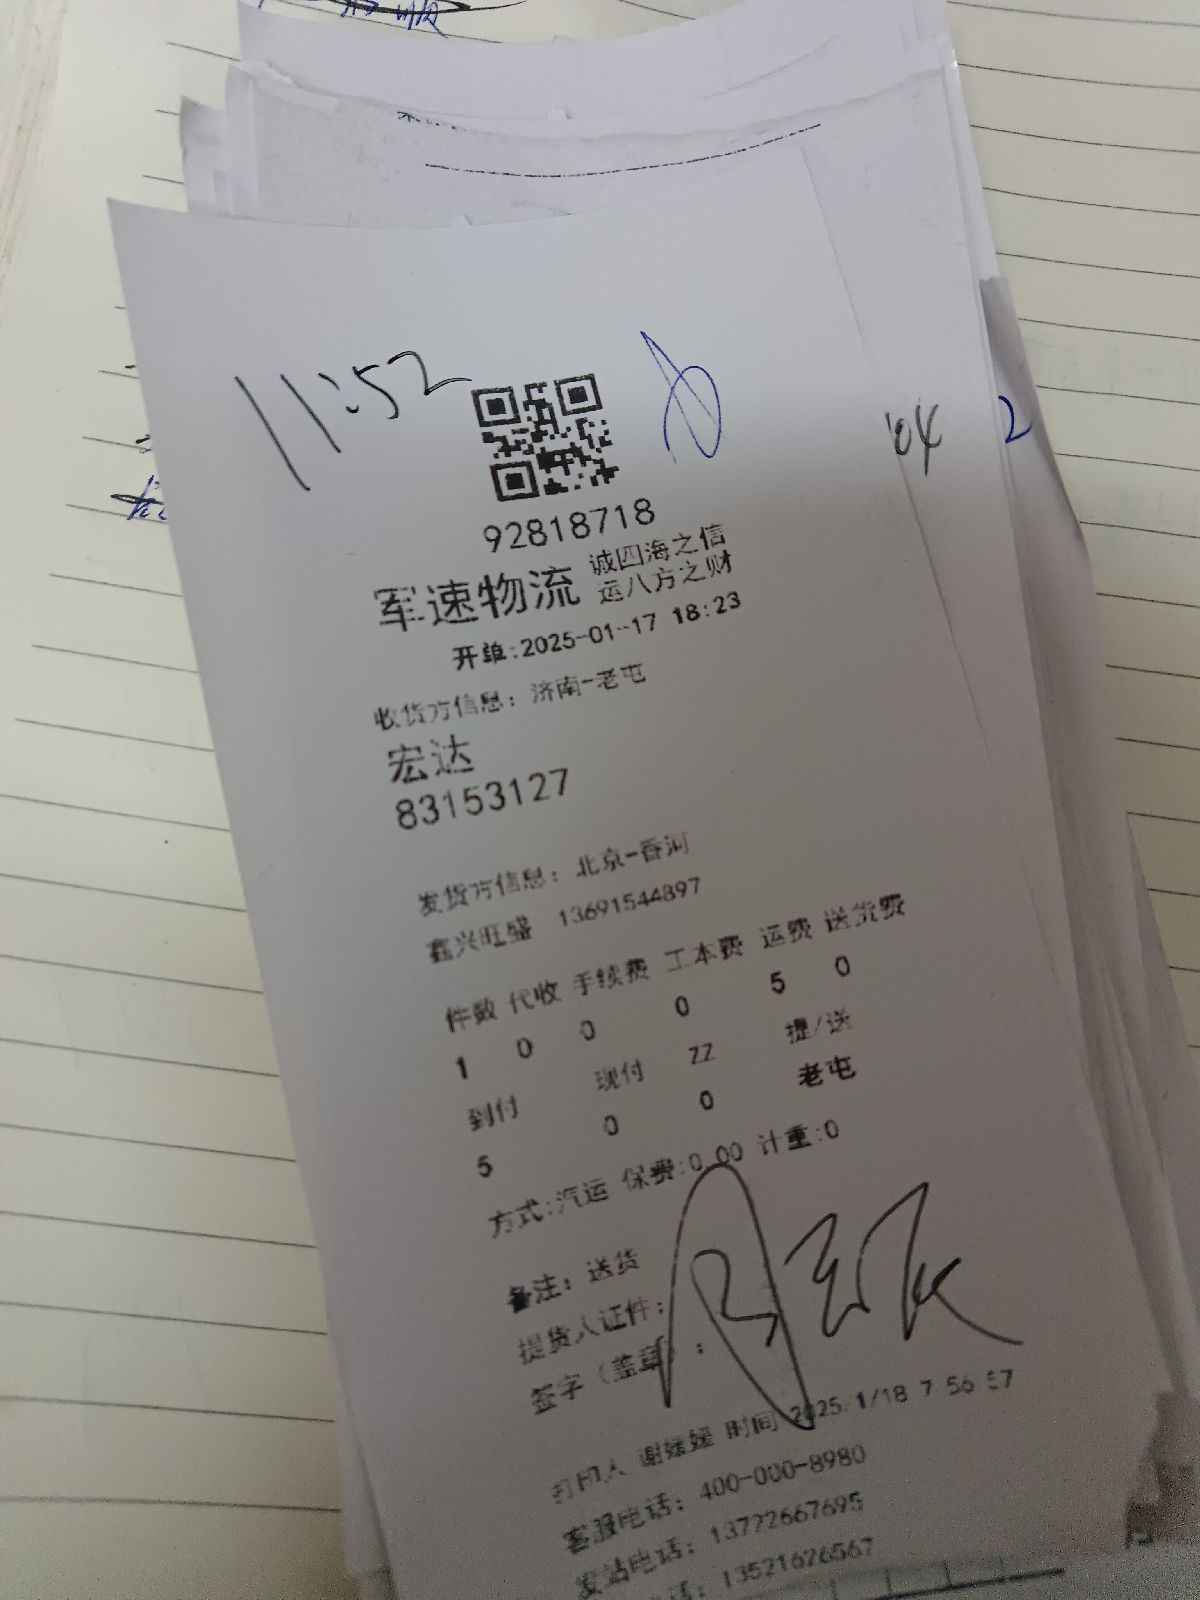 11:52
92818718
军速物流 诚四海之信
运八方之财
开单:2025-01-17 18:23
收货方信息：济南-老屯
宏达
83153127
发货方信息：北京-香河
鑫兴旺盛 13691544897
件数 代收 手续费 工本费 运费 送货费
1 0 0 0 5 0
到付 现付 ZZ 提/送
5 0 0 老屯
方式:汽运 保费:0.00 计重:0
备注：送货
提货人证件：
签字（盖章）：
打印人 谢媛媛 时间 2025/1/18 7 56 57
客服电话：400-000-8980
发站电话：13722667695
话：13521626567
04
2